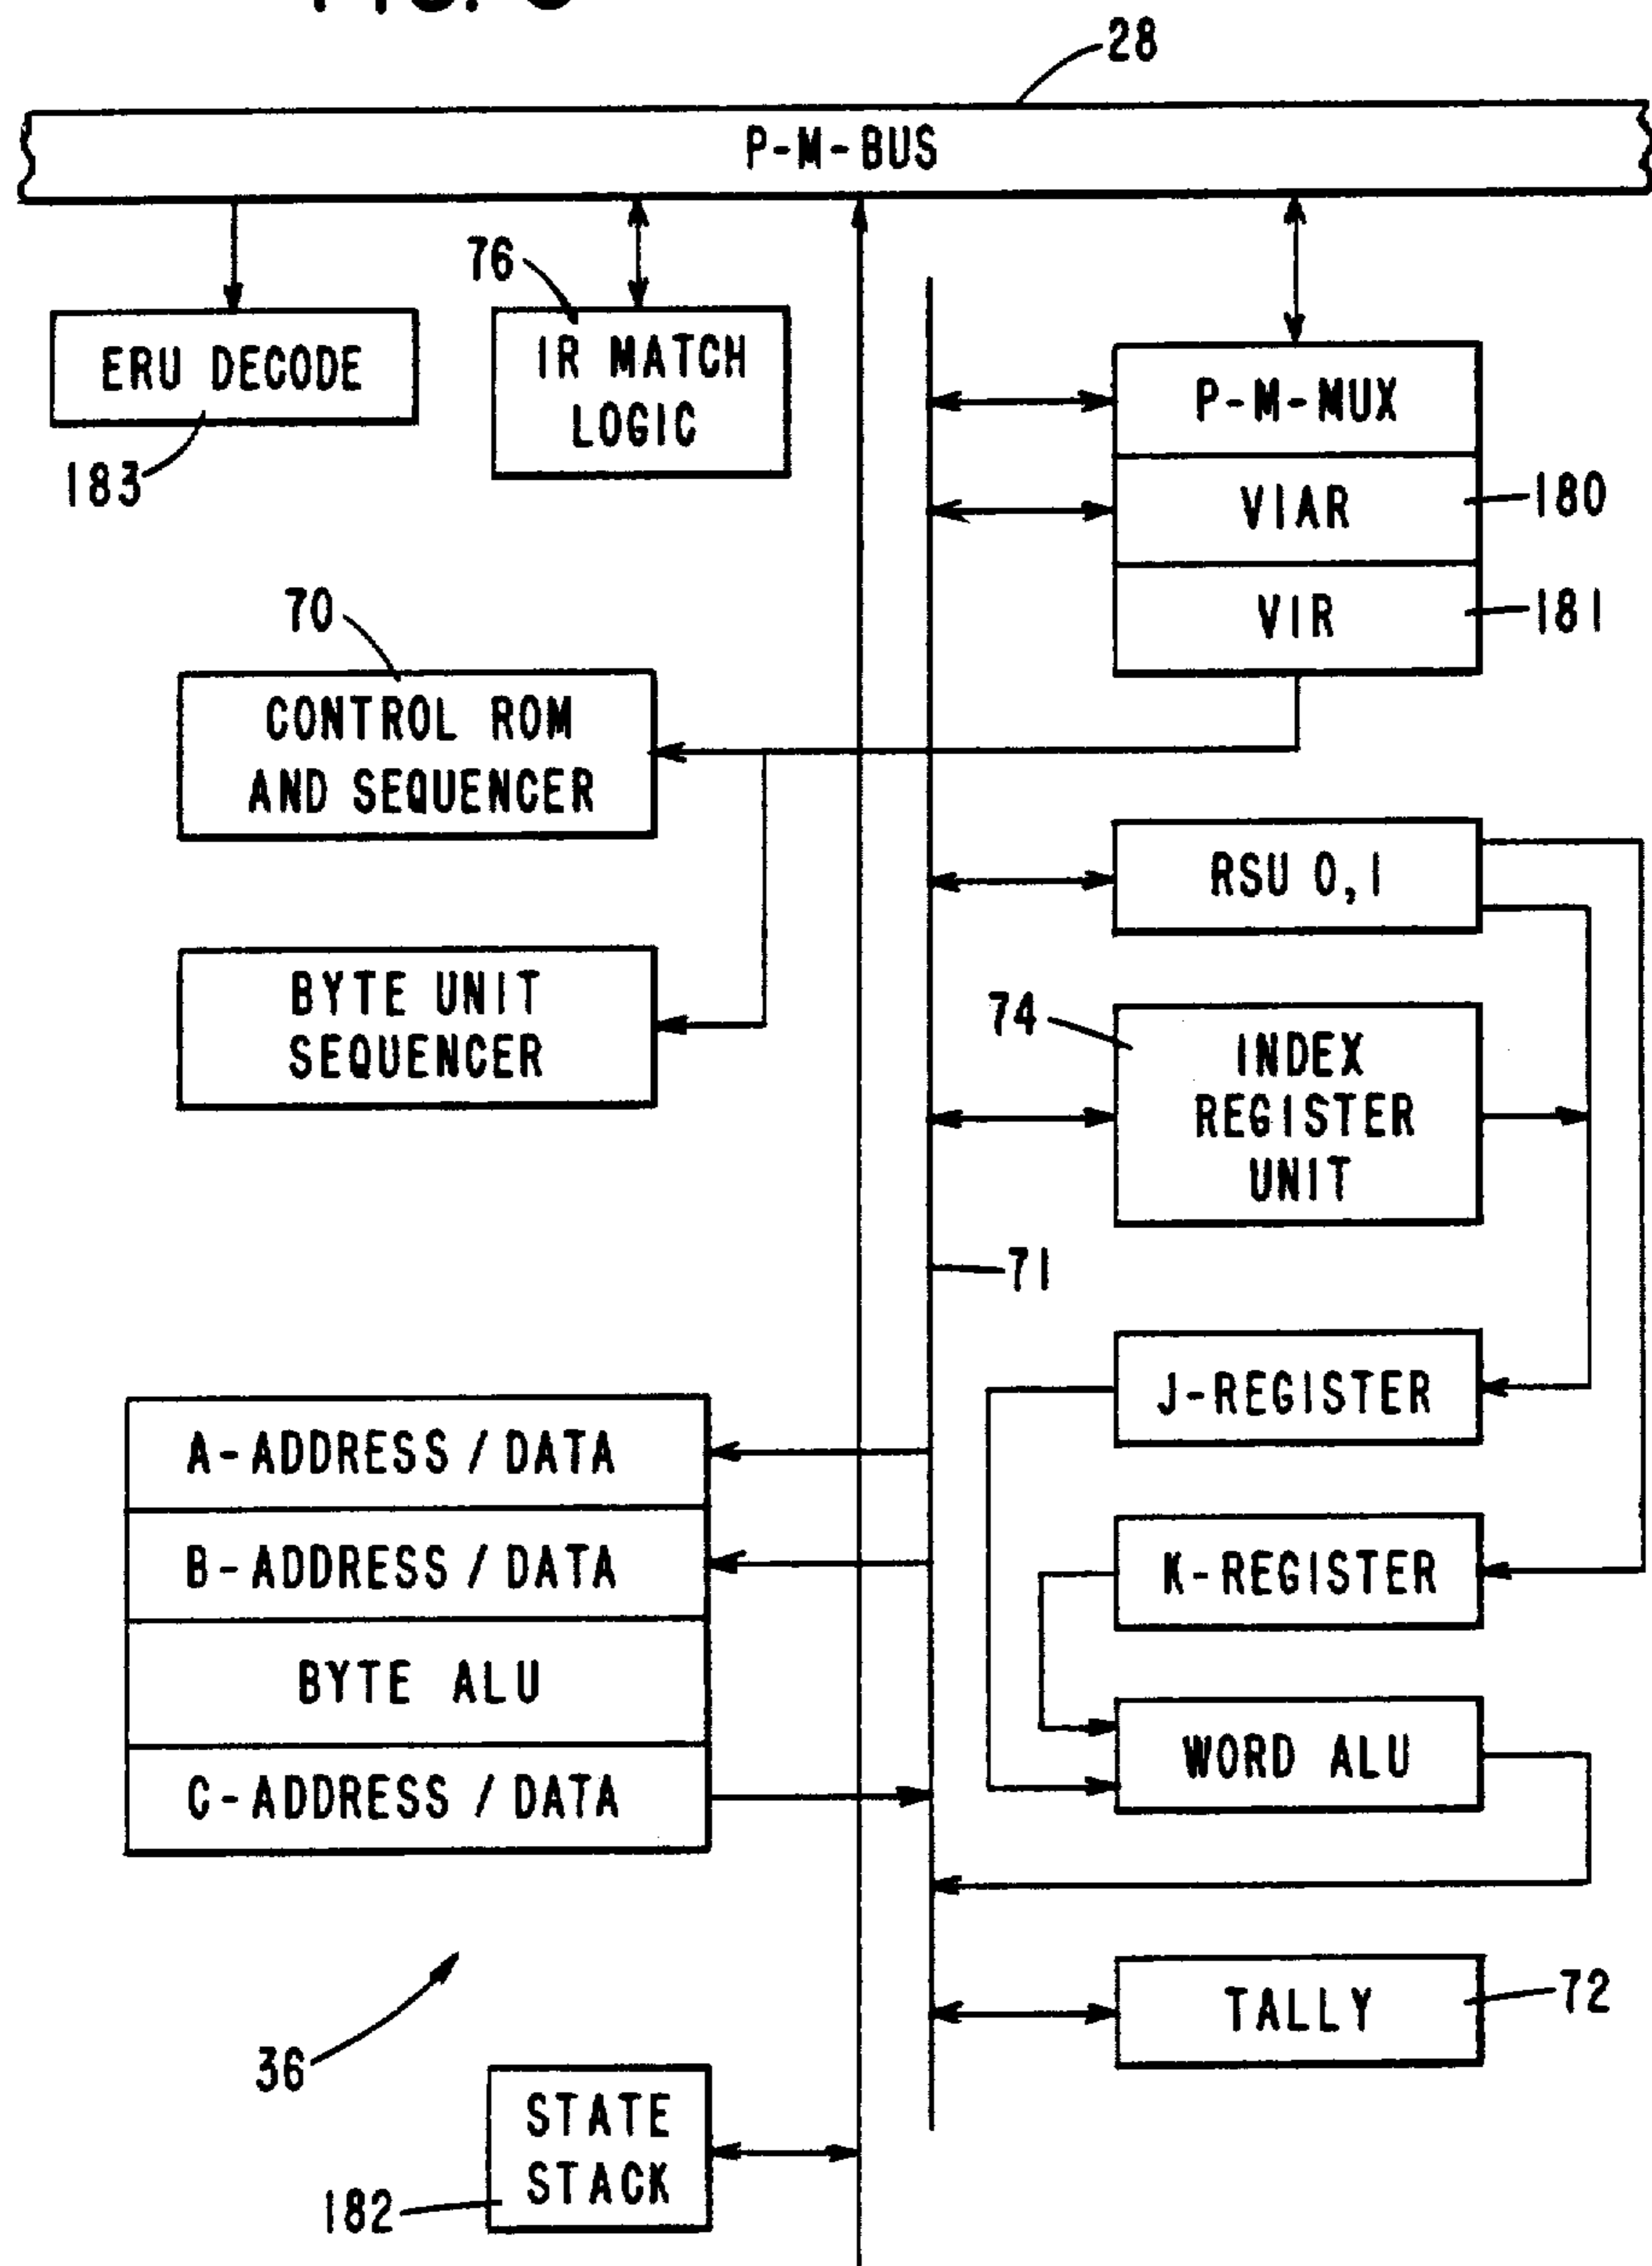 28
P-M-BUS
76
ERU DECODE
183
IR MATCH
LOGIC
P-M-MUX
VIAR
180
VIR
181
70
CONTROL ROM
AND SEQUENCER
RSU 0,1
BYTE UNIT
SEQUENCER
74
INDEX
REGISTER
UNIT
71
J-REGISTER
A-ADDRESS / DATA
B-ADDRESS / DATA
BYTE ALU
C-ADDRESS / DATA
K-REGISTER
WORD ALU
36
TALLY
72
STATE
STACK
182